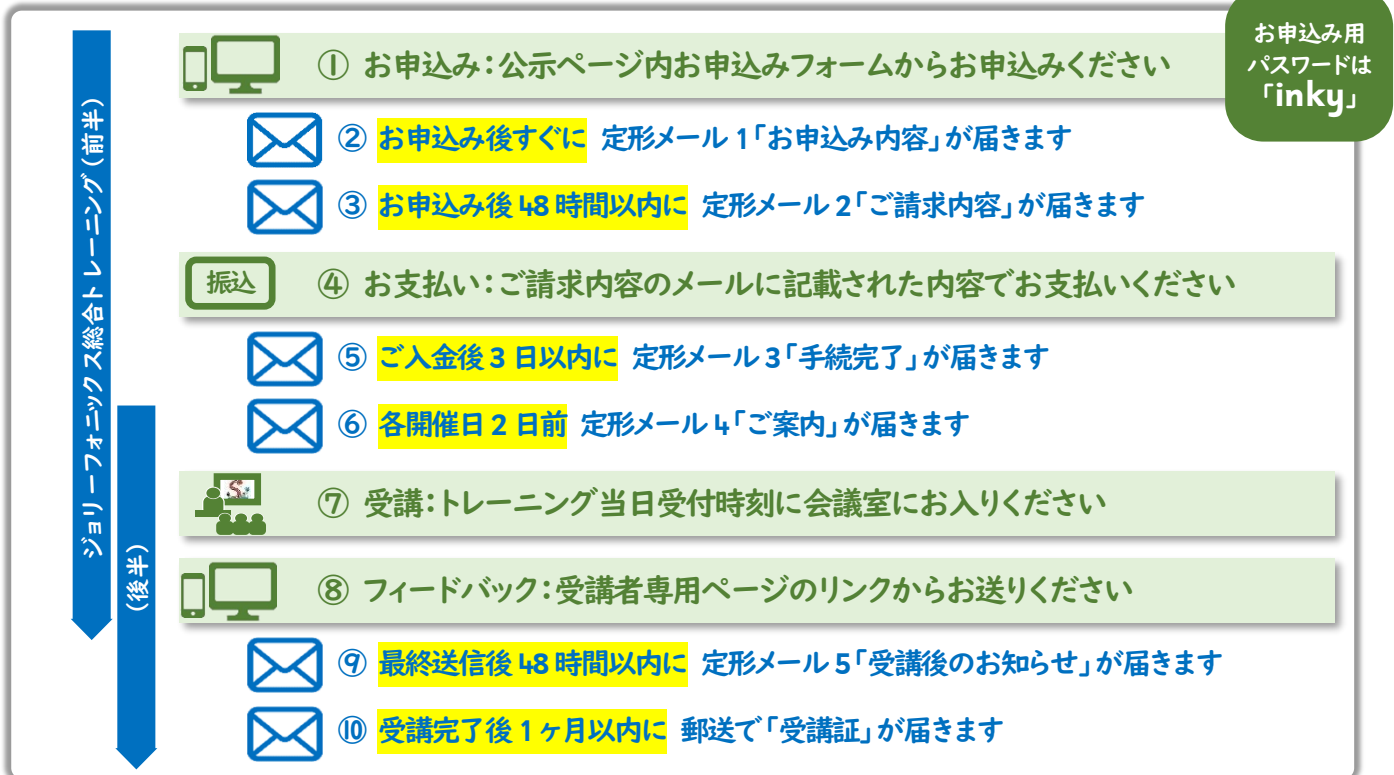 お申込み用
パスワードは
「inky」
ジョリーフォニックス総合トレーニング(前半)
(後半)
① お申込み:公示ページ内お申込みフォームからお申込みください
② お申込み後すぐに 定形メール1「お申込み内容」が届きます
③ お申込み後48時間以内に 定形メール2「ご請求内容」が届きます
振込
④ お支払い:ご請求内容のメールに記載された内容でお支払いください
⑤ ご入金後3日以内に 定形メール3「手続完了」が届きます
⑥ 各開催日2日前 定形メール4「ご案内」が届きます
⑦ 受講:トレーニング当日受付時刻に会議室にお入りください
⑧ フィードバック:受講者専用ページのリンクからお送りください
⑨ 最終送信後48時間以内に 定形メール5「受講後のお知らせ」が届きます
⑩ 受講完了後1ヶ月以内に 郵送で「受講証」が届きます